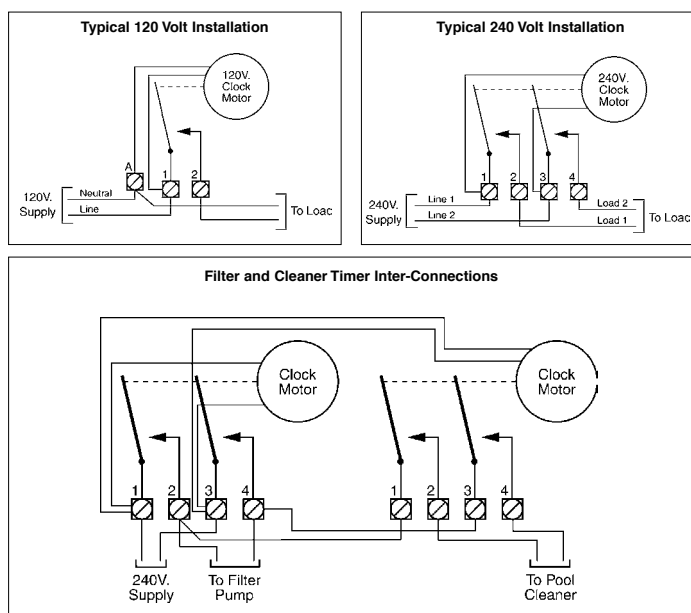 Typical 120 Volt Installation
120V.
Clock
Motor
A
1
2
120V.
Supply
Neutral
Line
To Loac
Typical 240 Volt Installation
240V.
Clock
Motor
1
2
3
4
240V.
Supply
Line 1
Line 2
Load 2
Load 1
To Loac
Filter and Cleaner Timer Inter-Connections
Clock
Motor
Clock
Motor
1
2
3
4
1
2
3
4
240V.
Supply
To Filter
Pump
To Pool
Cleaner